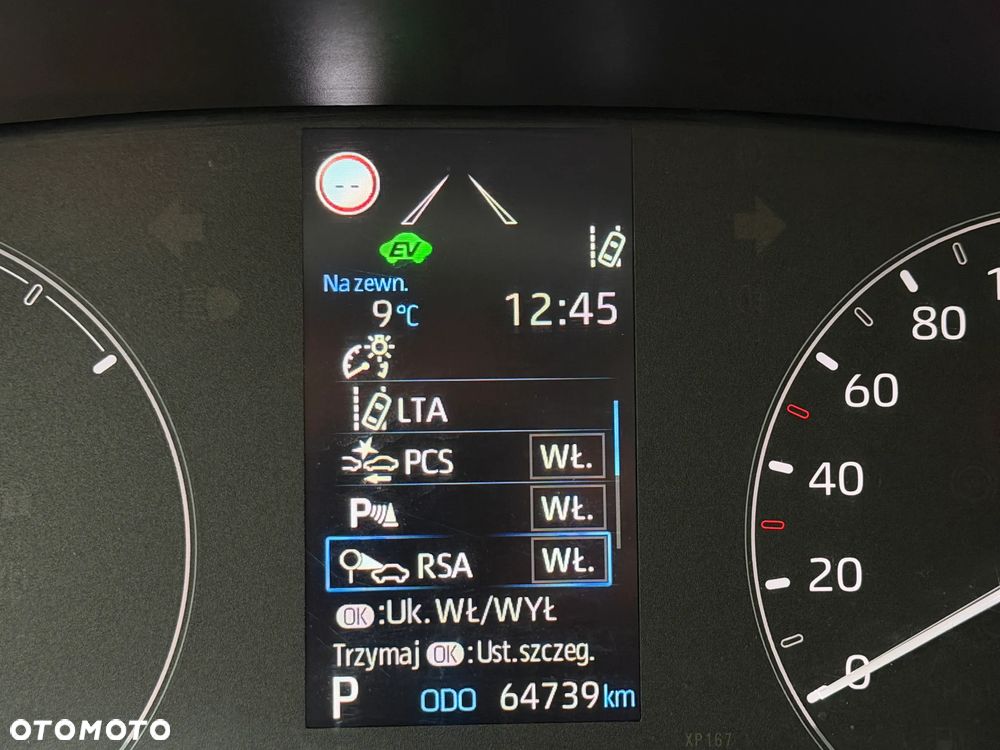 --
EV
Na zewn.
9°C
12:45
LTA
PCS WŁ.
P WŁ.
RSA WŁ.
OK:Uk. WŁ/WYŁ
Trzymaj OK:Ust.szczeg.
P ODO 64739km
80
60
40
20
0
XP167
OTOMOTO